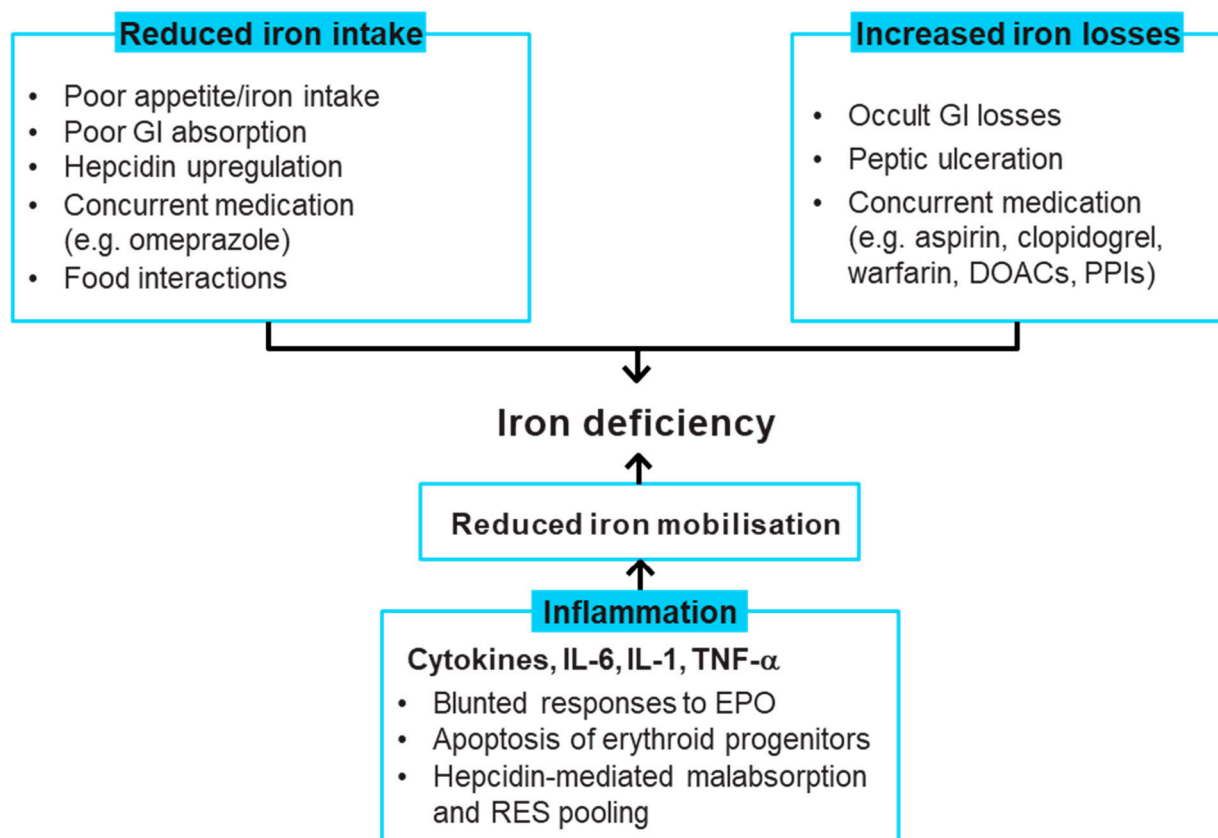 Reduced iron intake
• Poor appetite/iron intake
• Poor GI absorption
• Hepcidin upregulation
• Concurrent medication
(e.g. omeprazole)
• Food interactions
Increased iron losses
• Occult GI losses
• Peptic ulceration
• Concurrent medication
(e.g. aspirin, clopidogrel,
warfarin, DOACs, PPIs)
Iron deficiency
Reduced iron mobilisation
Inflammation
Cytokines, IL-6, IL-1, TNF-α
• Blunted responses to EPO
• Apoptosis of erythroid progenitors
• Hepcidin-mediated malabsorption
and RES pooling